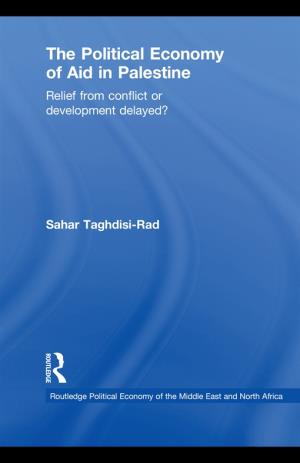 The Political Economy
of Aid in Palestine
Relief from conflict or
development delayed?
Sahar Taghdisi-Rad
ROUTLEDGE
Routledge Political Economy of the Middle East and North Africa